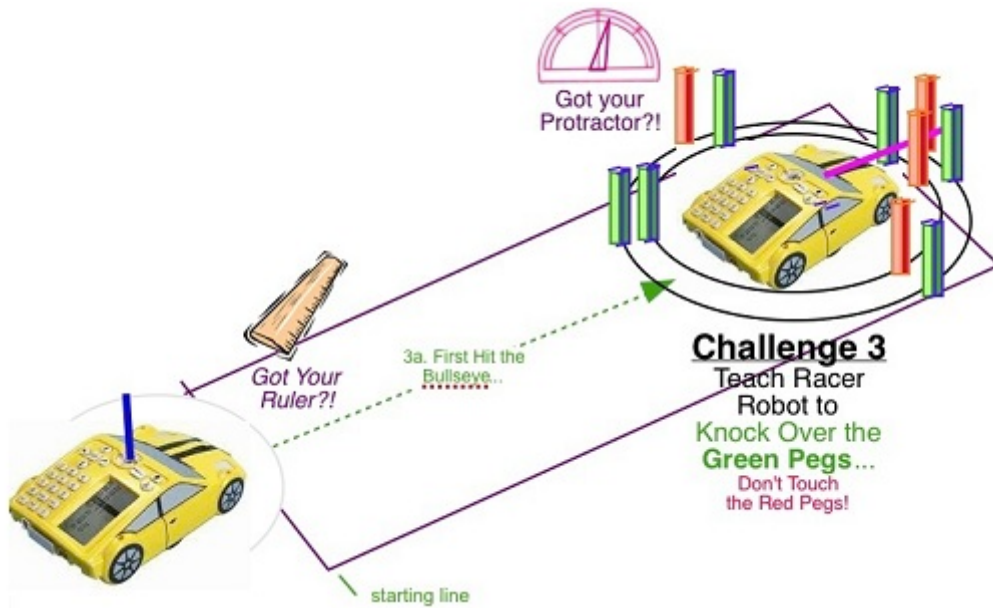 Got your
Protractor?!
3a. First Hit the
Bullseye...
Got Your
Ruler?!
Challenge 3
Teach Racer
Robot to
Knock Over the
Green Pegs...
Don't Touch
the Red Pegs!
starting line